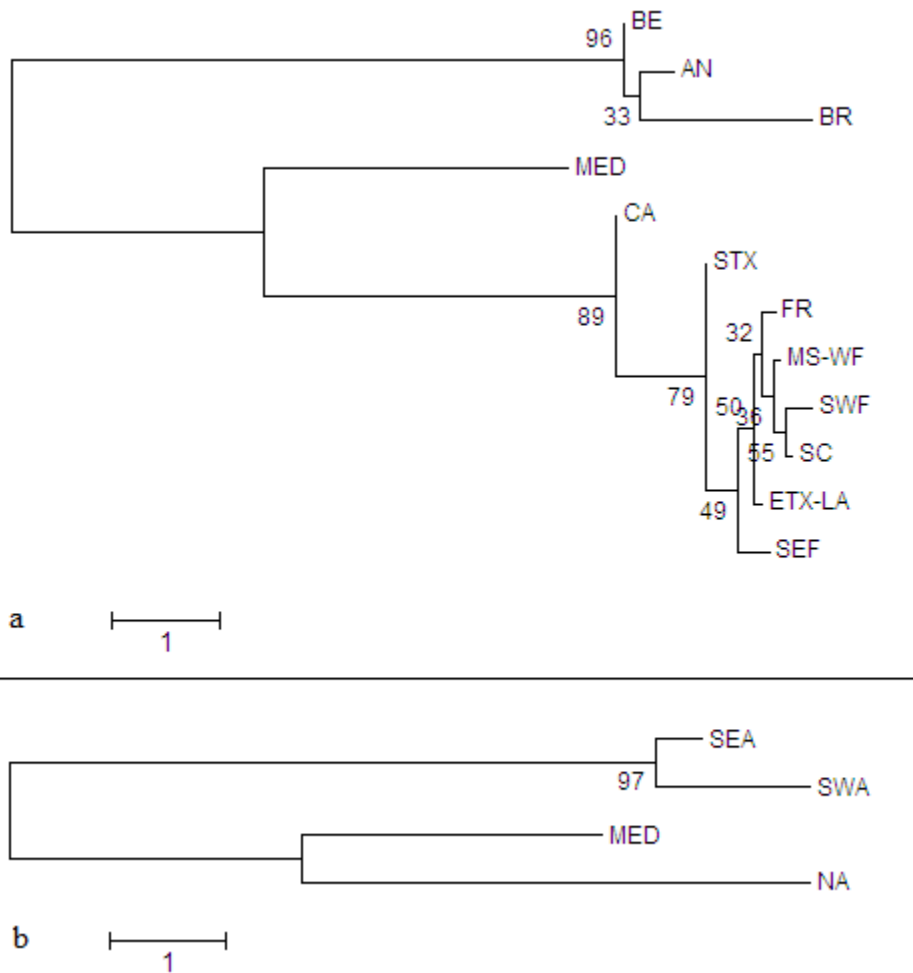 BE
96
AN
33
BR
MED
CA
STX
89
FR
32
MS-WF
79
50
36
SWF
55
SC
49
ETX-LA
SEF
a
1
SEA
97
SWA
MED
NA
b
1